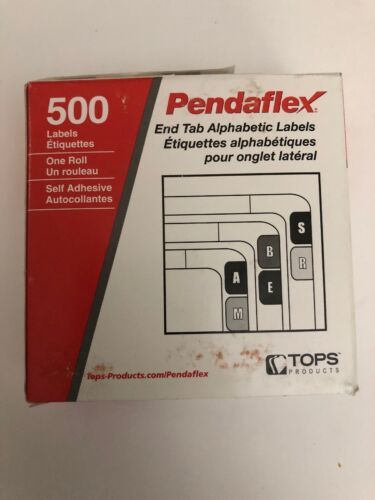 500
Labels
Étiquettes
One Roll
Un rouleau
Self Adhesive
Autocollantes
Pendaflex®
End Tab Alphabetic Labels
Étiquettes alphabétiques
pour onglet latéral
S
B
R
A
E
M
Tops-Products.com/Pendaflex
TOPS™
PRODUCTS